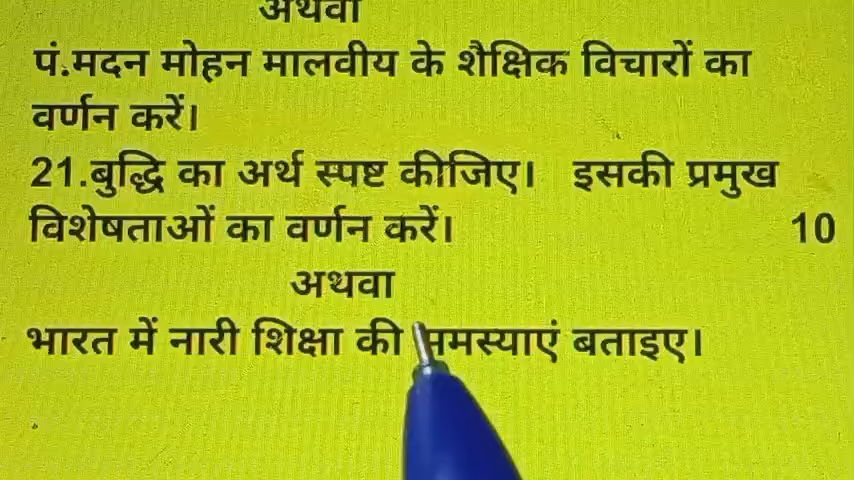 अथवा
पं.मदन मोहन मालवीय के शैक्षिक विचारों का
वर्णन करें।
21.बुद्धि का अर्थ स्पष्ट कीजिए। इसकी प्रमुख
विशेषताओं का वर्णन करें। 10
अथवा
भारत में नारी शिक्षा की समस्याएं बताइए।